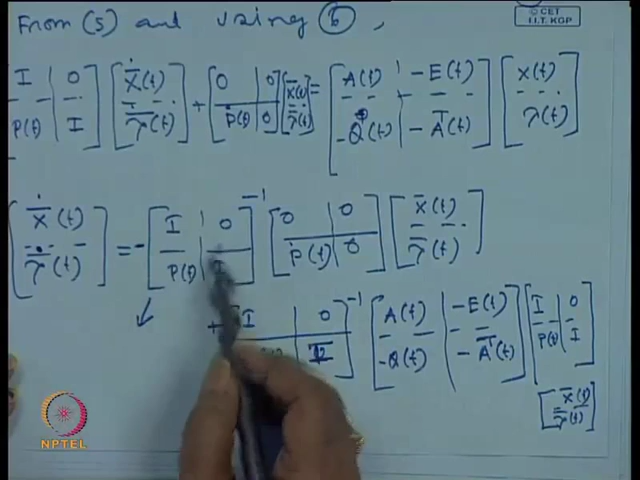 From (5) and using (6),
© CET
I.I.T. KGP
[I 0; P(t) I] [ẋ̄(t); λ̄̇(t)] + [0 0; Ṗ(t) 0] [x̄(t); λ̄(t)] = [A(t) -E(t); -Q(t) -Aᵀ(t)] [x(t); λ(t)]
[ẋ̄(t); λ̄̇(t)] = -[I 0; P(t) I]⁻¹ [0 0; Ṗ(t) 0] [x̄(t); λ̄(t)]
+ [I 0; I]⁻¹ [A(t) -E(t); -Q(t) -Aᵀ(t)] [I 0; P(t) I]
[x̄(t); λ̄(t)]
NPTEL